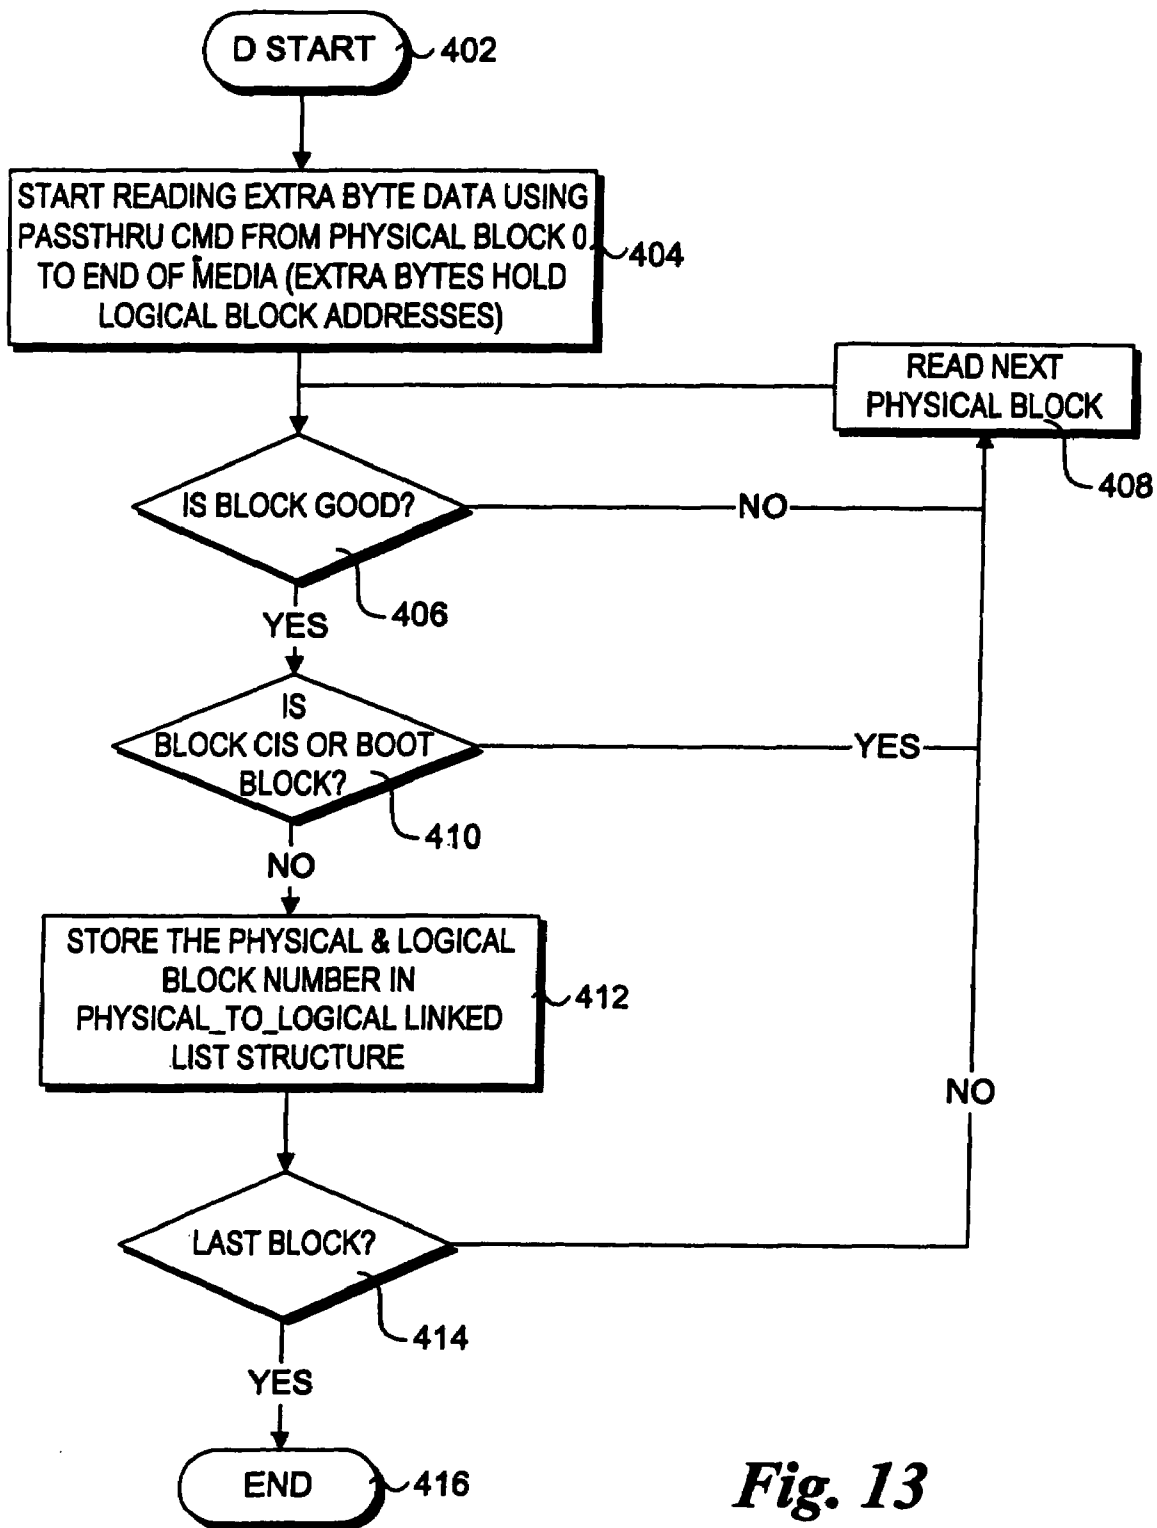 D START
402
START READING EXTRA BYTE DATA USING
PASSTHRU CMD FROM PHYSICAL BLOCK 0
TO END OF MEDIA (EXTRA BYTES HOLD
LOGICAL BLOCK ADDRESSES)
404
READ NEXT
PHYSICAL BLOCK
408
IS BLOCK GOOD?
NO
406
YES
IS
BLOCK CIS OR BOOT
BLOCK?
YES
410
NO
STORE THE PHYSICAL & LOGICAL
BLOCK NUMBER IN
PHYSICAL_TO_LOGICAL LINKED
LIST STRUCTURE
412
NO
LAST BLOCK?
414
YES
END
416
Fig. 13